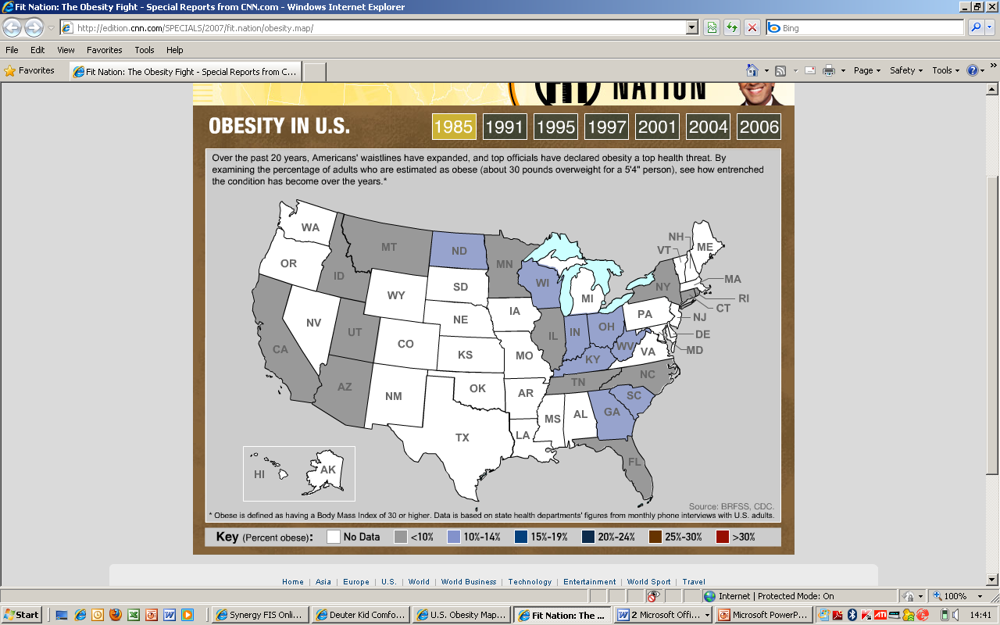 Fit Nation: The Obesity Fight - Special Reports from CNN.com - Windows Internet Explorer
http://edition.cnn.com/SPECIALS/2007/fit.nation/obesity.map/
Bing
File Edit View Favorites Tools Help
Favorites
Fit Nation: The Obesity Fight - Special Reports from C...
Page Safety Tools
NATION
OBESITY IN U.S.
1985 1991 1995 1997 2001 2004 2006
Over the past 20 years, Americans' waistlines have expanded, and top officials have declared obesity a top health threat. By
examining the percentage of adults who are estimated as obese (about 30 pounds overweight for a 5'4" person), see how entrenched
the condition has become over the years.*
WA
NH
MT ND VT ME
OR ID MN
MA
WI NY
SD
WY MI RI
CT
IA PA
NV NE NJ
UT CO IL IN OH DE
CA KS MO WV VA MD
KY
AZ NM OK TN NC
AR SC
MS AL GA
TX LA
FL
HI AK
Source: BRFSS, CDC.
* Obese is defined as having a Body Mass Index of 30 or higher. Data is based on state health departments' figures from monthly phone interviews with U.S. adults.
Key (Percent obese): No Data <10% 10%-14% 15%-19% 20%-24% 25%-30% >30%
Home | Asia | Europe | U.S. | World | World Business | Technology | Entertainment | World Sport | Travel
Internet | Protected Mode: On 100%
Start Synergy FIS Onli... Deuter Kid Comfo... U.S. Obesity Map... Fit Nation: The ... 2 Microsoft Offi... Microsoft PowerP... 14:41